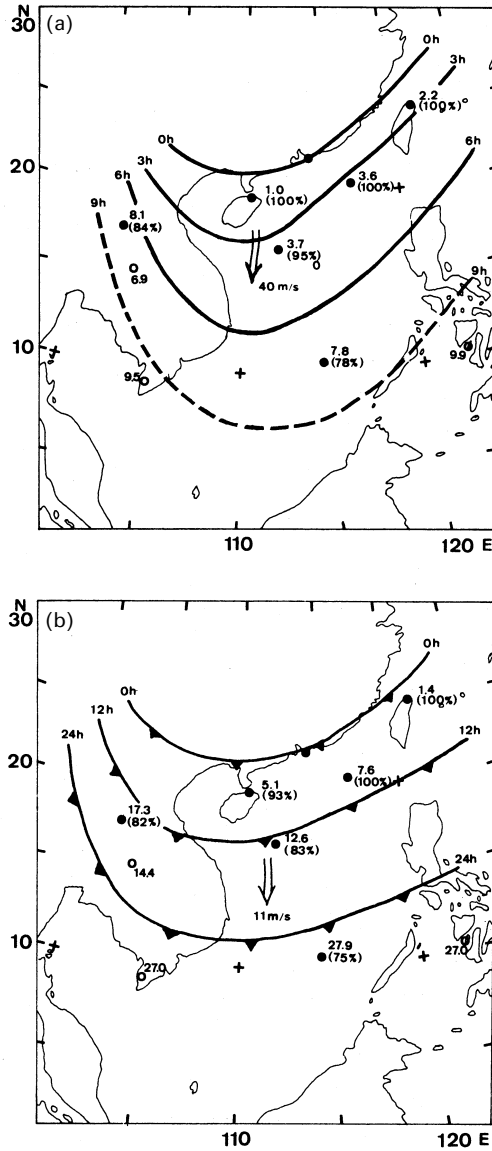 30
N
(a)
0h
3h
2.2
(100%)
20
0h
3h
6h
6h
9h
1.0
(100%)
3.6
(100%)
8.1
(84%)
6.9
3.7
(95%)
40 m/s
9h
10
9.5
7.8
(78%)
9.9
110
120 E
30
N
(b)
0h
0h
12h
24h
1.4
(100%)
12h
20
5.1
(93%)
7.6
(100%)
17.3
(82%)
12.6
(83%)
14.4
24h
11 m/s
10
27.0
27.9
(75%)
27.0
110
120 E